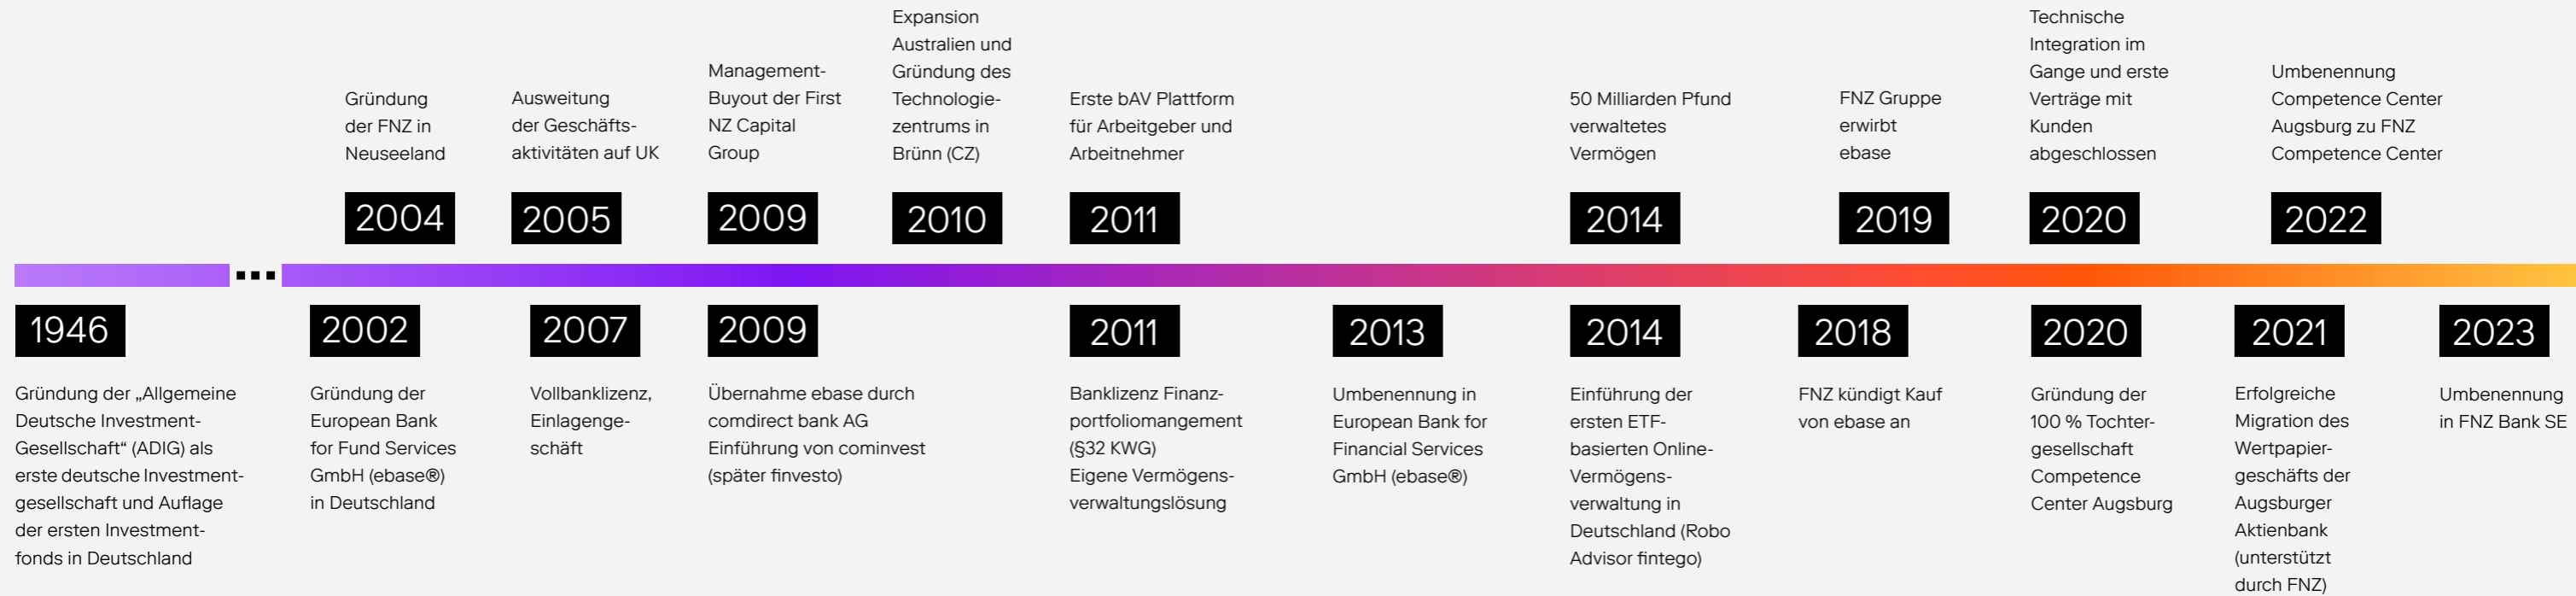 Gründung
der FNZ in
Neuseeland
2004
Ausweitung
der Geschäfts-
aktivitäten auf UK
2005
Management-
Buyout der First
NZ Capital
Group
2009
Expansion
Australien und
Gründung des
Technologie-
zentrums in
Brünn (CZ)
2010
Erste bAV Plattform
für Arbeitgeber und
Arbeitnehmer
2011
50 Milliarden Pfund
verwaltetes
Vermögen
2014
FNZ Gruppe
erwirbt
ebase
2019
Technische
Integration im
Gange und erste
Verträge mit
Kunden
abgeschlossen
2020
Umbenennung
Competence Center
Augsburg zu FNZ
Competence Center
2022
1946
Gründung der „Allgemeine
Deutsche Investment-
Gesellschaft“ (ADIG) als
erste deutsche Investment-
gesellschaft und Auflage
der ersten Investment-
fonds in Deutschland
2002
Gründung der
European Bank
for Fund Services
GmbH (ebase®)
in Deutschland
2007
Vollbanklizenz,
Einlagenge-
schäft
2009
Übernahme ebase durch
comdirect bank AG
Einführung von cominvest
(später finvesto)
2011
Banklizenz Finanz-
portfoliomangement
(§32 KWG)
Eigene Vermögens-
verwaltungslösung
2013
Umbenennung in
European Bank for
Financial Services
GmbH (ebase®)
2014
Einführung der
ersten ETF-
basierten Online-
Vermögens-
verwaltung in
Deutschland (Robo
Advisor fintego)
2018
FNZ kündigt Kauf
von ebase an
2020
Gründung der
100 % Tochter-
gesellschaft
Competence
Center Augsburg
2021
Erfolgreiche
Migration des
Wertpapier-
geschäfts der
Augsburger
Aktienbank
(unterstützt
durch FNZ)
2023
Umbenennung
in FNZ Bank SE